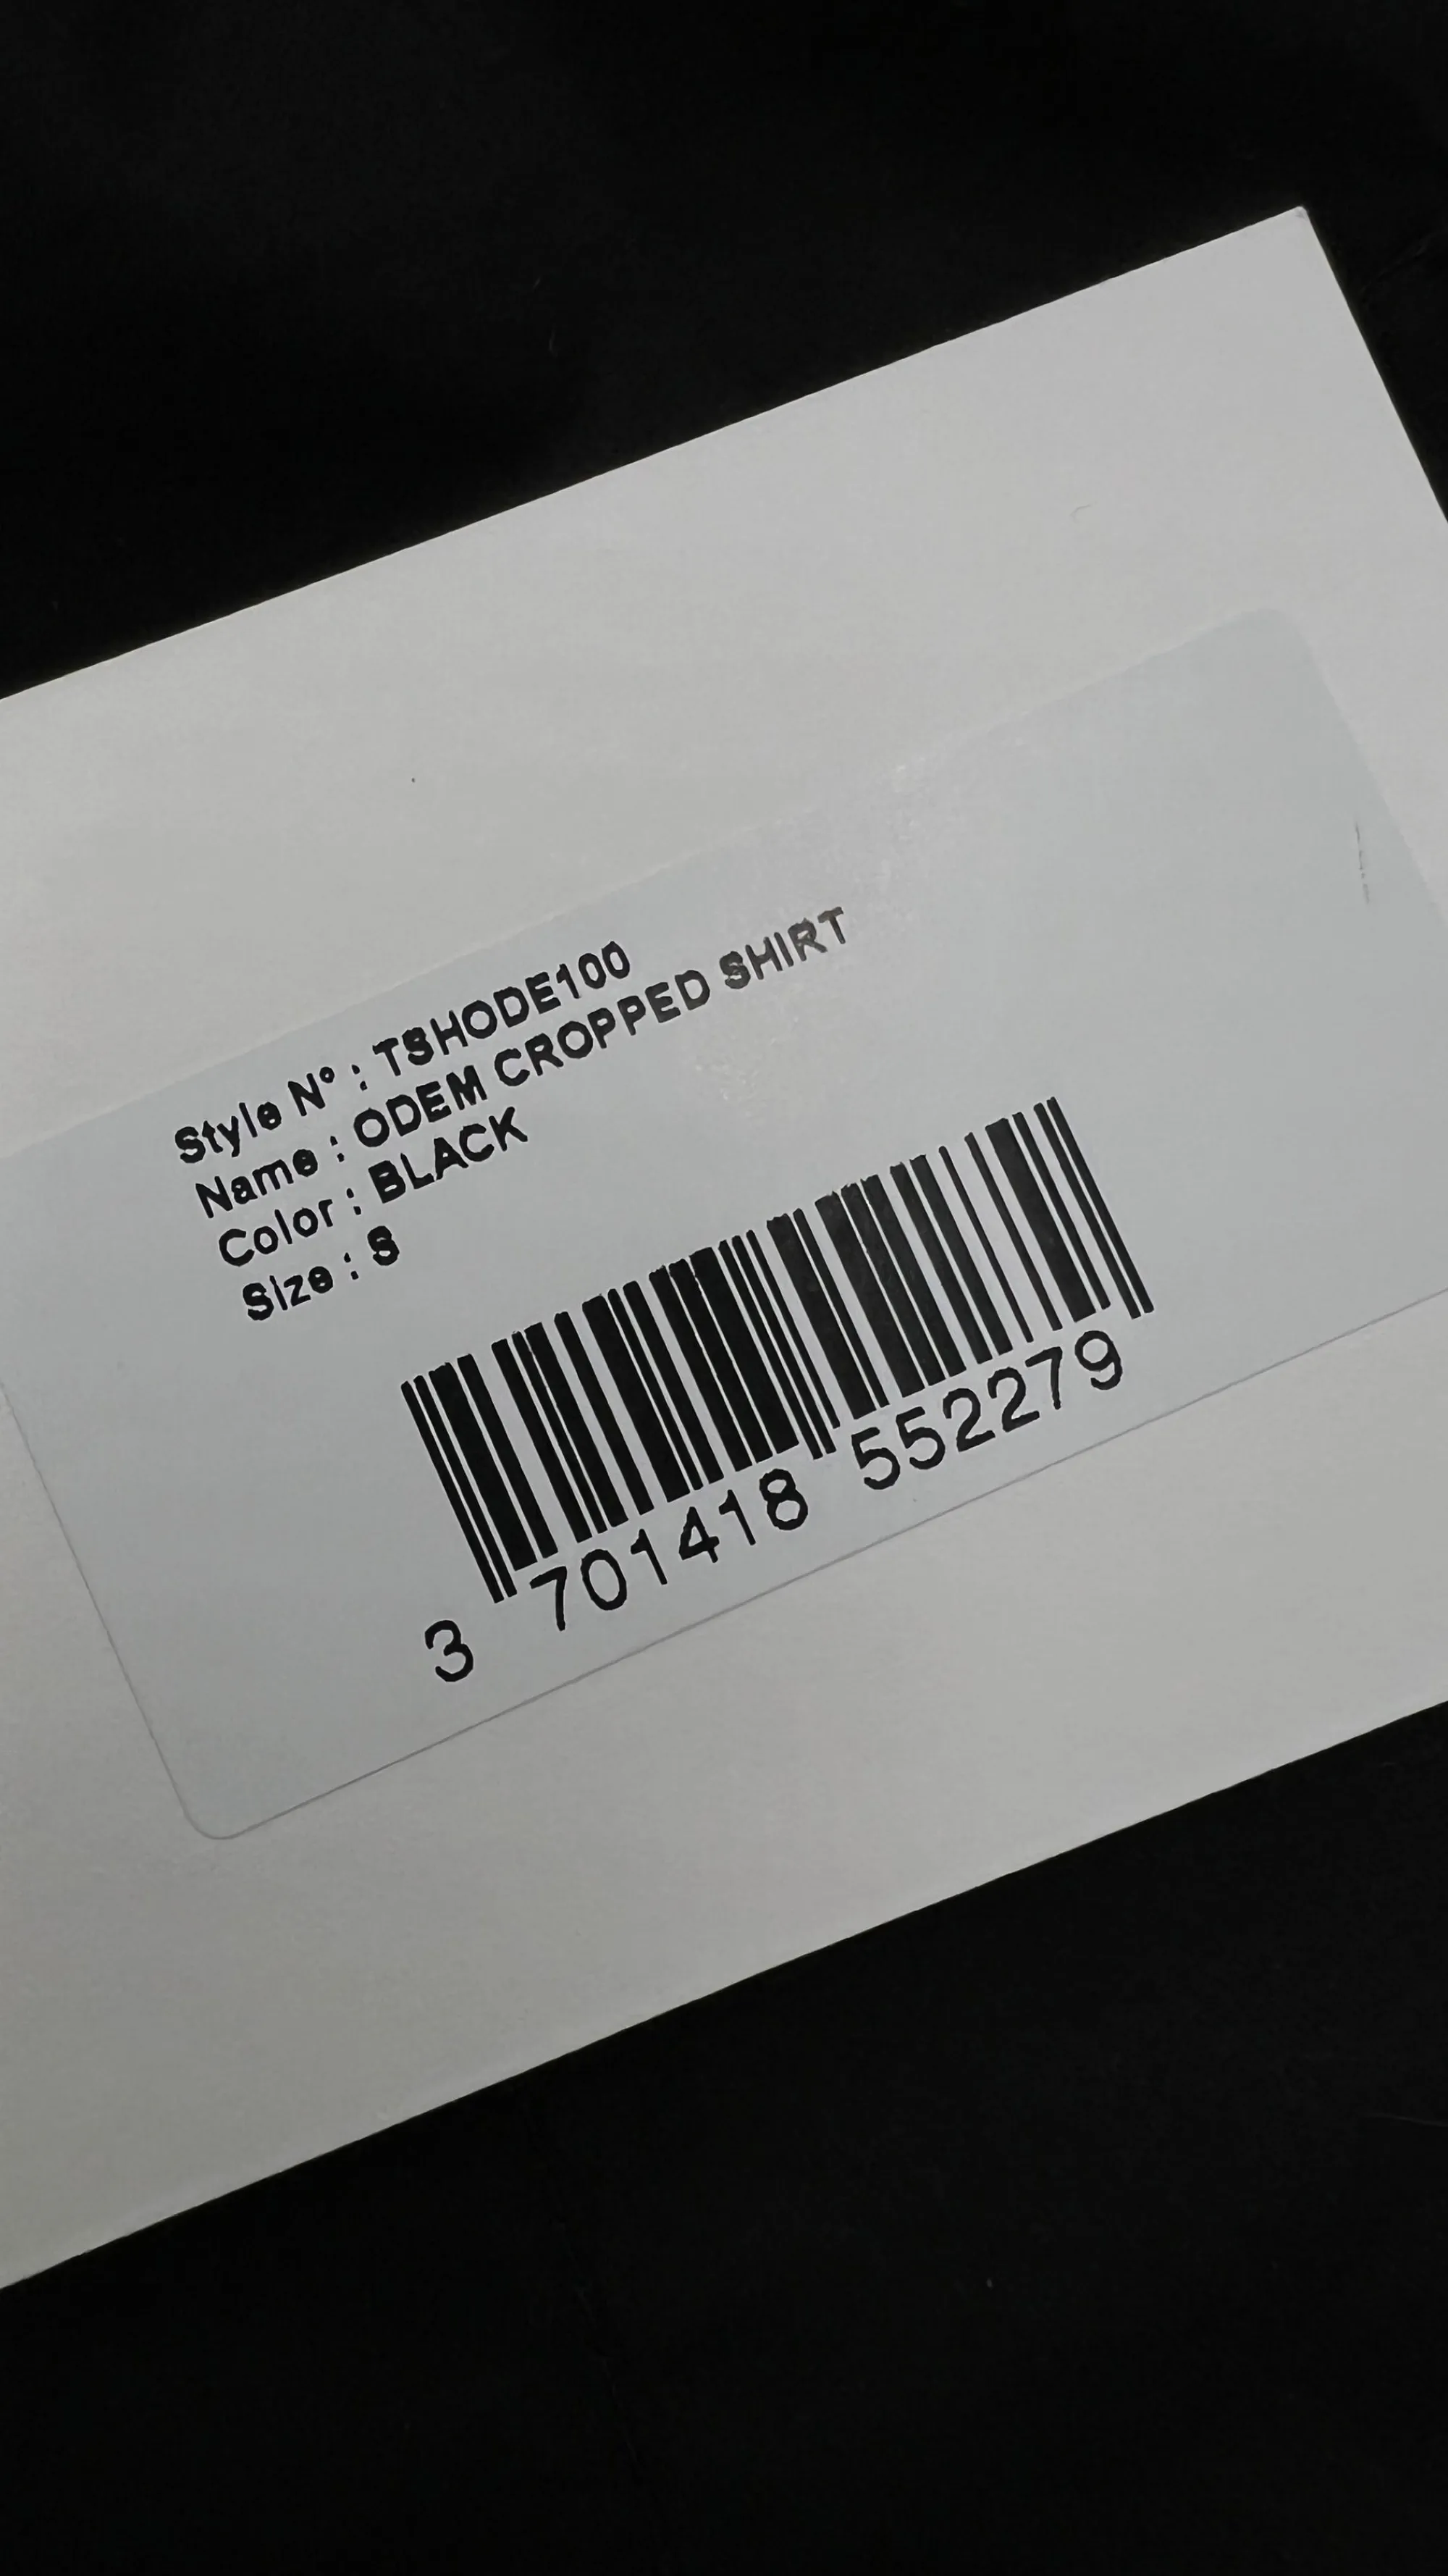 Style N° : TSHODE100
Name : ODEM CROPPED SHIRT
Color : BLACK
Size : S
3 701418 552279